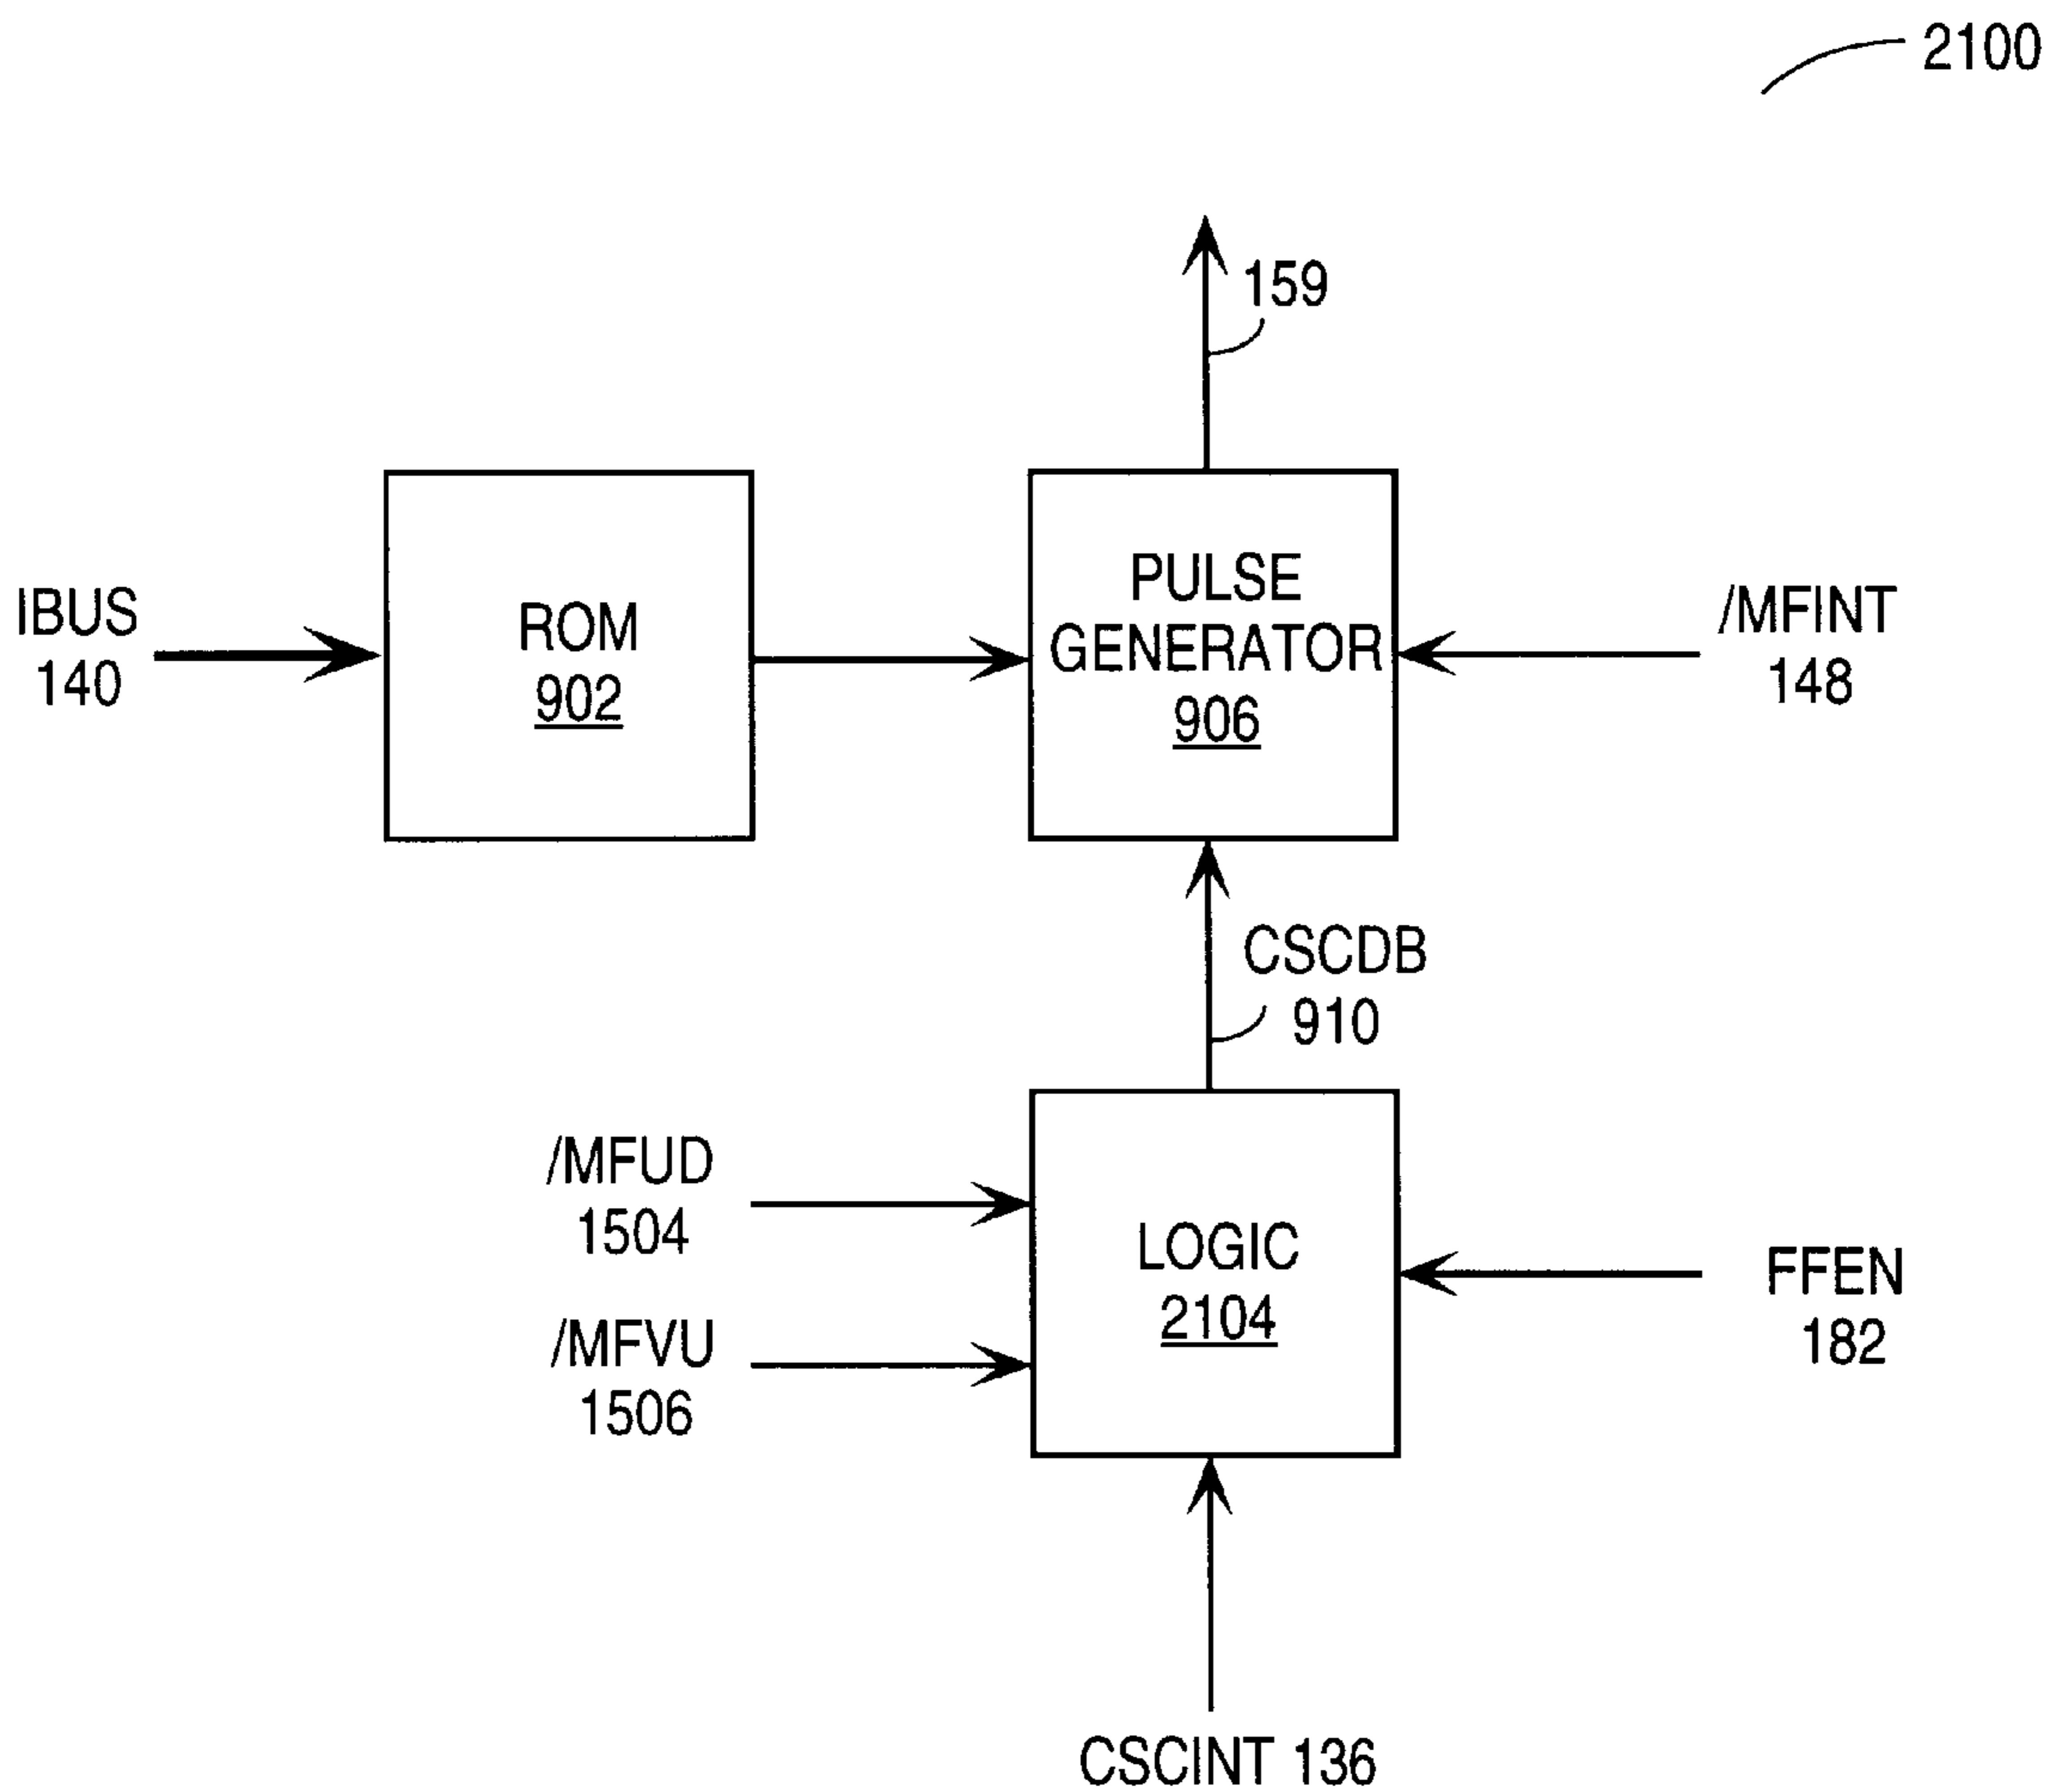 2100
159
IBUS
140
ROM
902
PULSE
GENERATOR
906
/MFINT
148
CSCDB
910
/MFUD
1504
/MFVU
1506
LOGIC
2104
FFEN
182
CSCINT 136